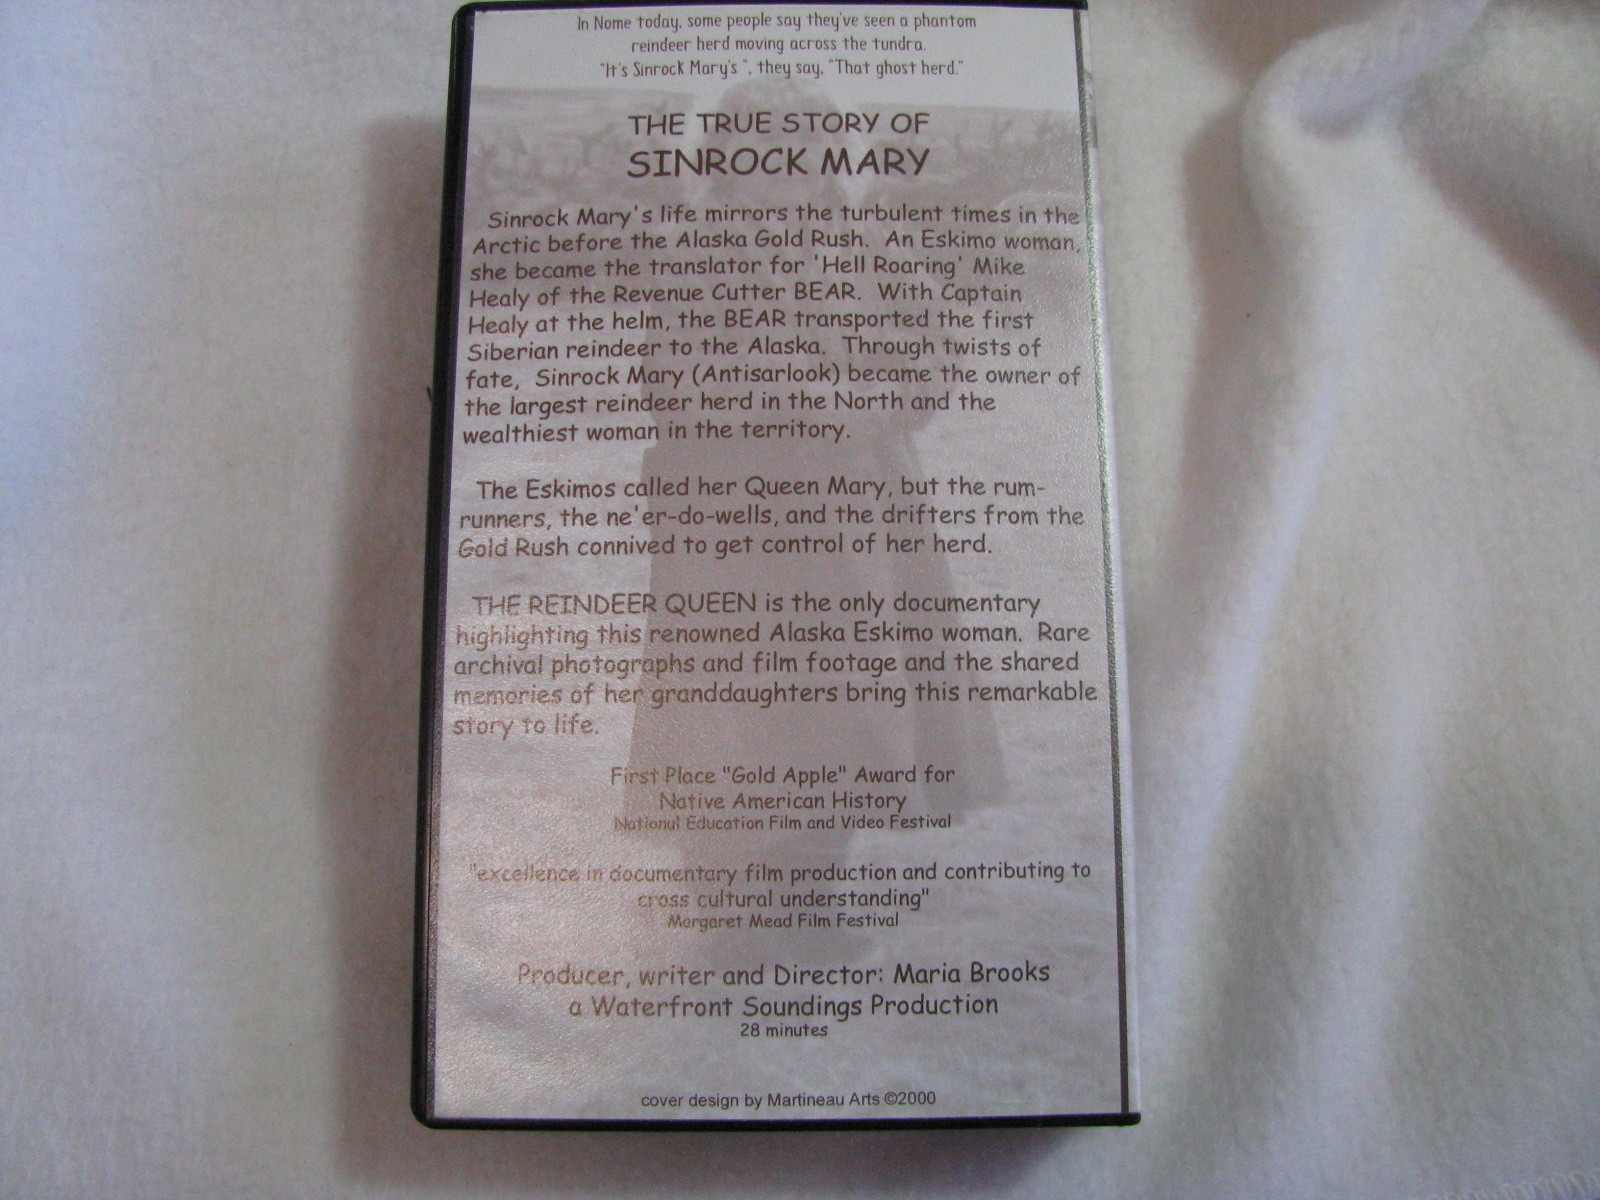 In Nome today, some people say they've seen a phantom
reindeer herd moving across the tundra.
"It's Sinrock Mary's ", they say, "That ghost herd."
THE TRUE STORY OF
SINROCK MARY
Sinrock Mary's life mirrors the turbulent times in the
Arctic before the Alaska Gold Rush. An Eskimo woman,
she became the translator for 'Hell Roaring' Mike
Healy of the Revenue Cutter BEAR. With Captain
Healy at the helm, the BEAR transported the first
Siberian reindeer to the Alaska. Through twists of
fate, Sinrock Mary (Antisarlook) became the owner of
the largest reindeer herd in the North and the
wealthiest woman in the territory.
The Eskimos called her Queen Mary, but the rum-
runners, the ne'er-do-wells, and the drifters from the
Gold Rush connived to get control of her herd.
THE REINDEER QUEEN is the only documentary
highlighting this renowned Alaska Eskimo woman. Rare
archival photographs and film footage and the shared
memories of her granddaughters bring this remarkable
story to life.
First Place "Gold Apple" Award for
Native American History
National Education Film and Video Festival
"excellence in documentary film production and contributing to
cross cultural understanding"
Margaret Mead Film Festival
Producer, writer and Director: Maria Brooks
a Waterfront Soundings Production
28 minutes
cover design by Martineau Arts ©2000